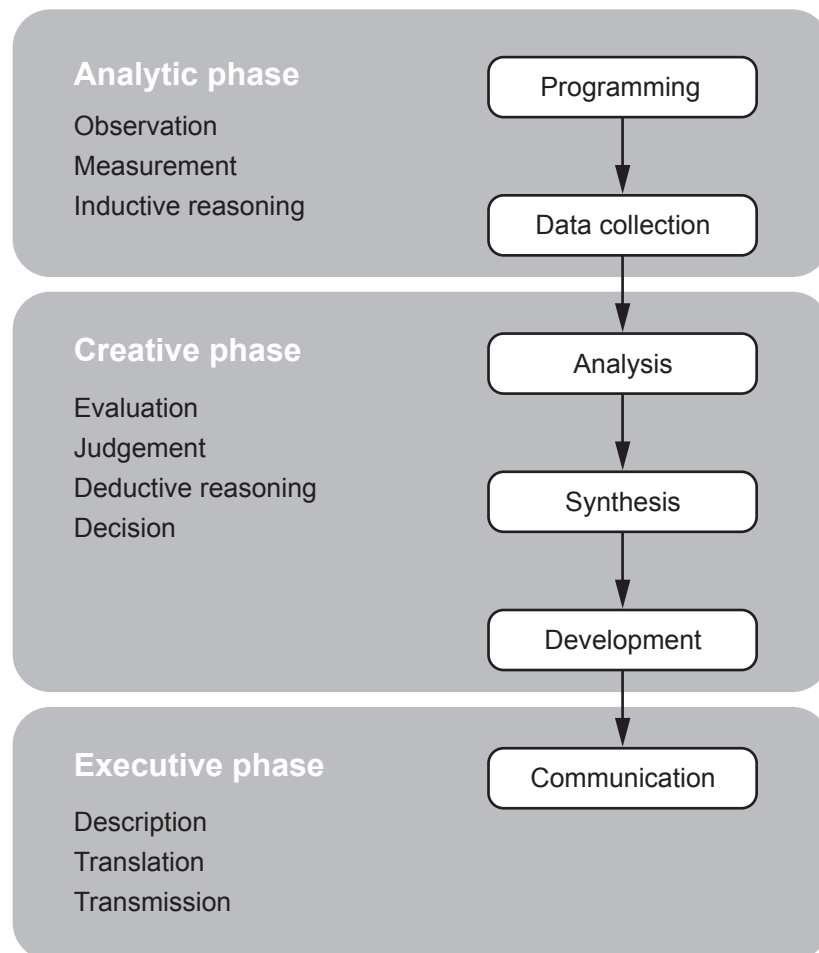 Analytic phase
Observation
Measurement
Inductive reasoning
Programming
Data collection
Creative phase
Evaluation
Judgement
Deductive reasoning
Decision
Analysis
Synthesis
Development
Executive phase
Description
Translation
Transmission
Communication